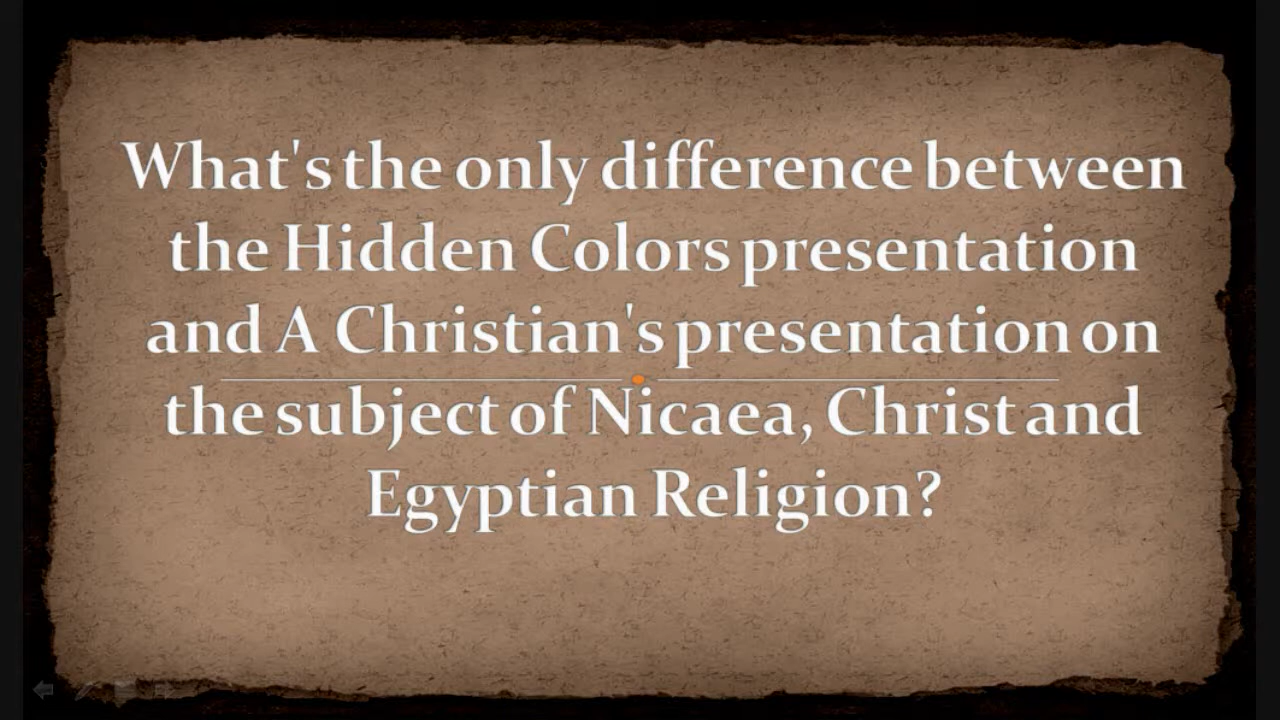 What's the only difference between
the Hidden Colors presentation
and A Christian's presentation on
the subject of Nicaea, Christ and
Egyptian Religion?